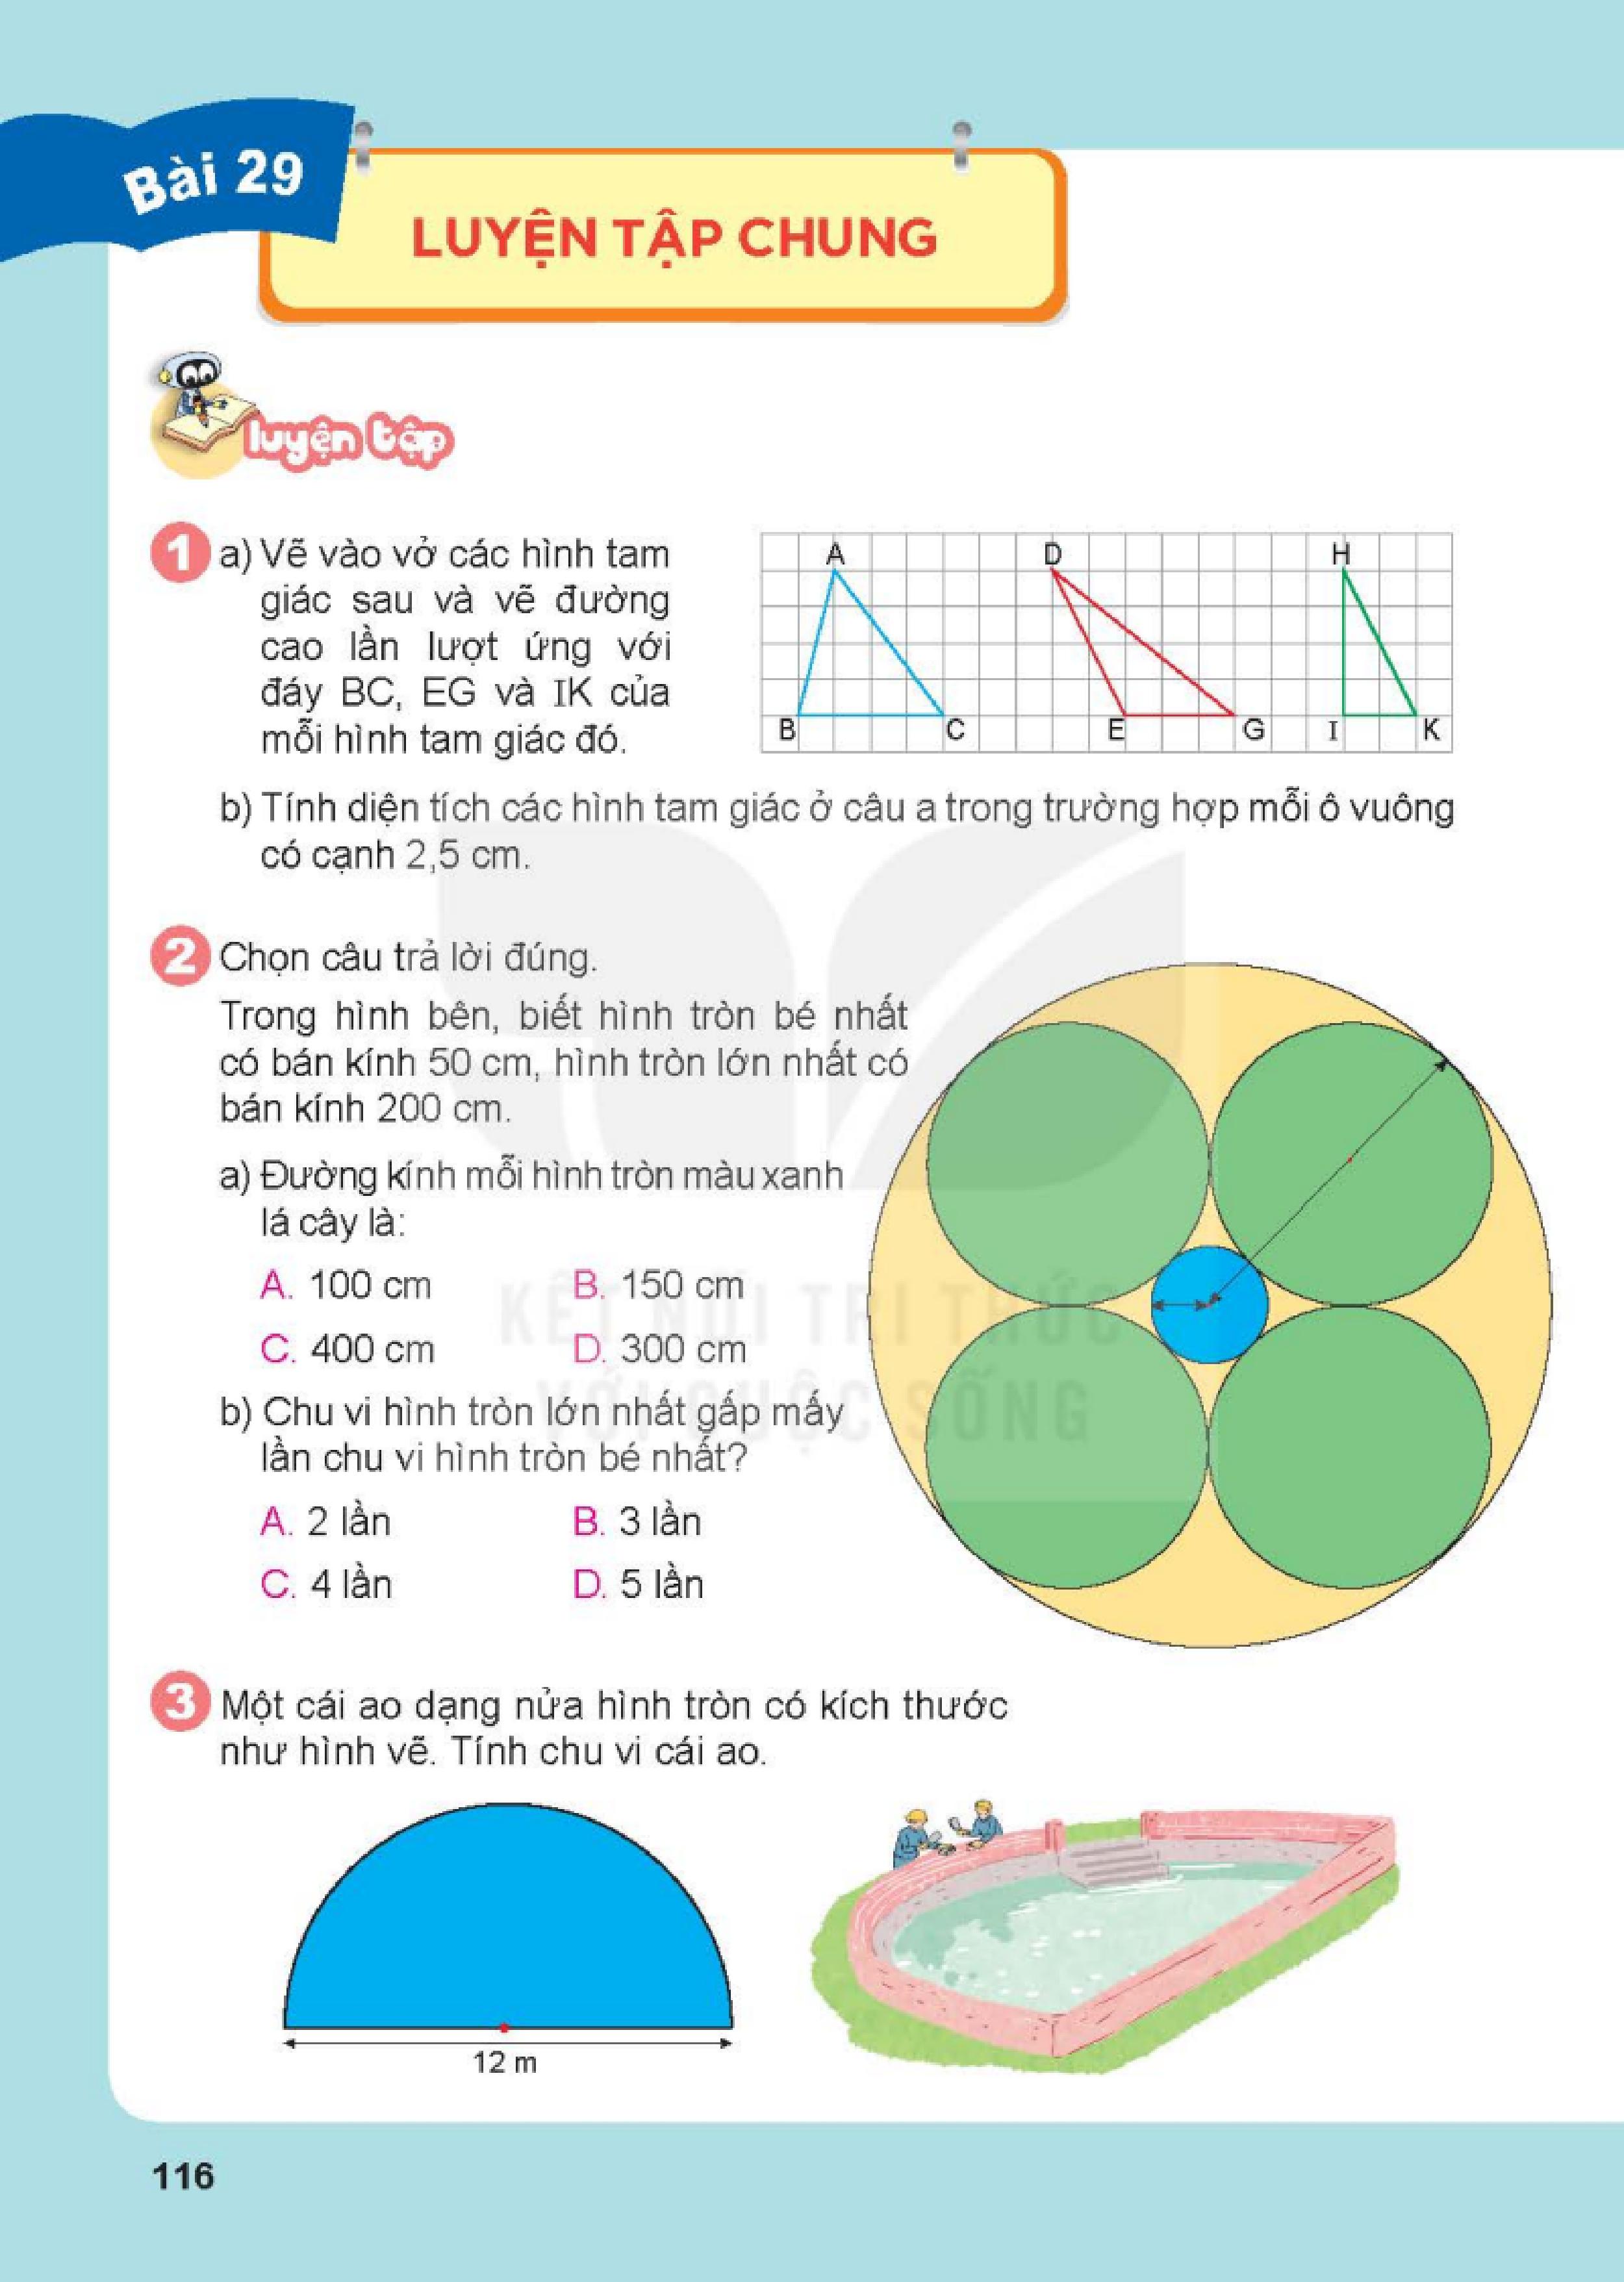 Bài 29
LUYỆN TẬP CHUNG
luyện tập
1 a) Vẽ vào vở các hình tam
giác sau và vẽ đường
cao lần lượt ứng với
đáy BC, EG và IK của
mỗi hình tam giác đó.
A D H
B C E G I K
b) Tính diện tích các hình tam giác ở câu a trong trường hợp mỗi ô vuông
có cạnh 2,5 cm.
2 Chọn câu trả lời đúng.
Trong hình bên, biết hình tròn bé nhất
có bán kính 50 cm, hình tròn lớn nhất có
bán kính 200 cm.
a) Đường kính mỗi hình tròn màu xanh
lá cây là:
A. 100 cm B. 150 cm
C. 400 cm D. 300 cm
b) Chu vi hình tròn lớn nhất gấp mấy
lần chu vi hình tròn bé nhất?
A. 2 lần B. 3 lần
C. 4 lần D. 5 lần
KẾT NỐI TRI THỨC
VỚI CUỘC SỐNG
3 Một cái ao dạng nửa hình tròn có kích thước
như hình vẽ. Tính chu vi cái ao.
12 m
116